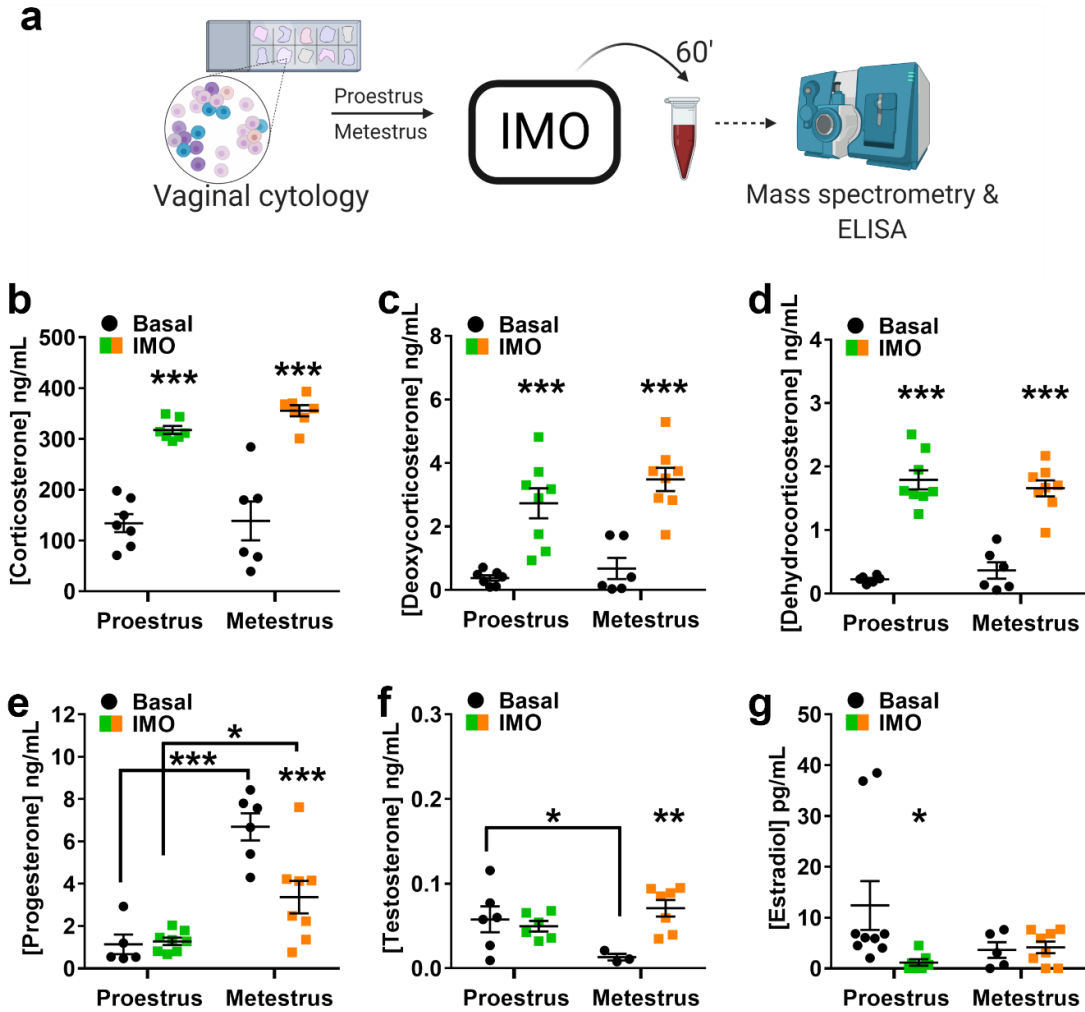 a
Proestrus
Metestrus
IMO
60'
Vaginal cytology
Mass spectrometry &
ELISA
b
[Corticosterone] ng/mL
Basal
IMO
500
400
300
200
100
0
***
***
Proestrus Metestrus
c
[Deoxycorticosterone] ng/mL
Basal
IMO
8
6
4
2
0
***
***
Proestrus Metestrus
d
[Dehydrocorticosterone] ng/mL
Basal
IMO
4
3
2
1
0
***
***
Proestrus Metestrus
e
[Progesterone] ng/mL
Basal
IMO
12
10
8
6
4
2
0
*
***
***
Proestrus Metestrus
f
[Testosterone] ng/mL
Basal
IMO
0.3
0.2
0.1
0.0
*
**
Proestrus Metestrus
g
[Estradiol] pg/mL
Basal
IMO
50
40
30
20
10
0
*
Proestrus Metestrus